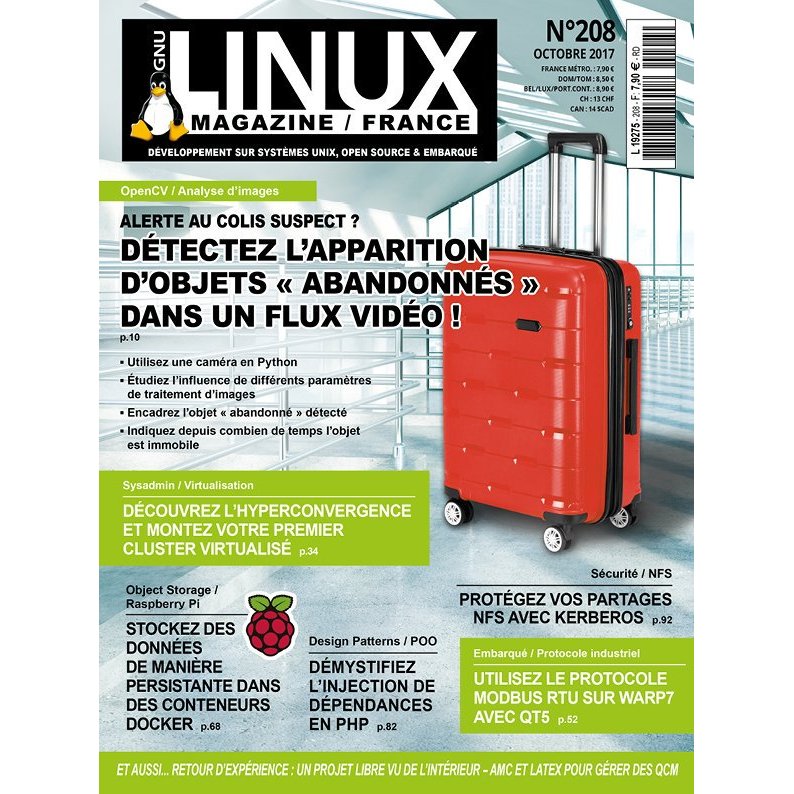 GNU
LINUX
MAGAZINE / FRANCE
DÉVELOPPEMENT SUR SYSTÈMES UNIX, OPEN SOURCE & EMBARQUÉ
N°208
OCTOBRE 2017
FRANCE MÉTRO. : 7,90 €
DOM/TOM : 8,50 €
BEL/LUX/PORT.CONT. : 8,90 €
CH : 13 CHF
CAN : 14 $CAD
L 19275 - 208 - F: 7,90 € - RD
OpenCV / Analyse d'images
ALERTE AU COLIS SUSPECT ?
DÉTECTEZ L'APPARITION
D'OBJETS « ABANDONNÉS »
DANS UN FLUX VIDÉO !
p.10
▪ Utilisez une caméra en Python
▪ Étudiez l'influence de différents paramètres
de traitement d'images
▪ Encadrez l'objet « abandonné » détecté
▪ Indiquez depuis combien de temps l'objet
est immobile
Sysadmin / Virtualisation
DÉCOUVREZ L'HYPERCONVERGENCE
ET MONTEZ VOTRE PREMIER
CLUSTER VIRTUALISÉ p.34
Object Storage /
Raspberry Pi
STOCKEZ DES
DONNÉES
DE MANIÈRE
PERSISTANTE DANS
DES CONTENEURS
DOCKER p.68
Design Patterns / POO
DÉMYSTIFIEZ
L'INJECTION DE
DÉPENDANCES
EN PHP p.82
Sécurité / NFS
PROTÉGEZ VOS PARTAGES
NFS AVEC KERBEROS p.92
Embarqué / Protocole industriel
UTILISEZ LE PROTOCOLE
MODBUS RTU SUR WARP7
AVEC QT5 p.52
ET AUSSI... RETOUR D'EXPÉRIENCE : UN PROJET LIBRE VU DE L'INTÉRIEUR – AMC ET LATEX POUR GÉRER DES QCM